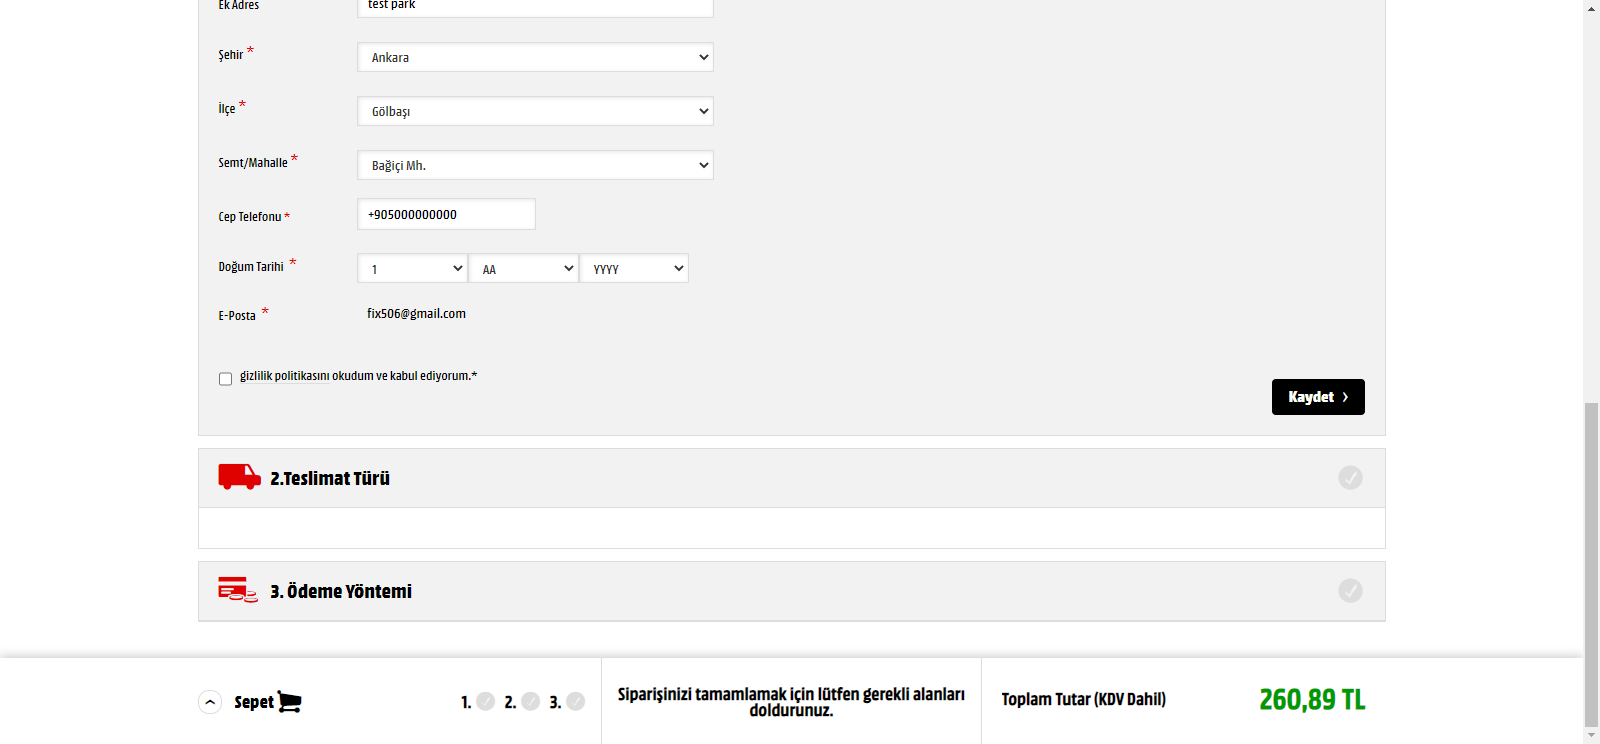 Ek Adres
test park
Şehir *
Ankara
İlçe *
Gölbaşı
Semt/Mahalle *
Bağiçi Mh.
Cep Telefonu *
+905000000000
Doğum Tarihi *
1 AA YYYY
E-Posta *
fix506@gmail.com
gizlilik politikasını okudum ve kabul ediyorum.*
Kaydet ›
2.Teslimat Türü
3. Ödeme Yöntemi
Sepet
1. 2. 3.
Siparişinizi tamamlamak için lütfen gerekli alanları
doldurunuz.
Toplam Tutar (KDV Dahil)
260,89 TL